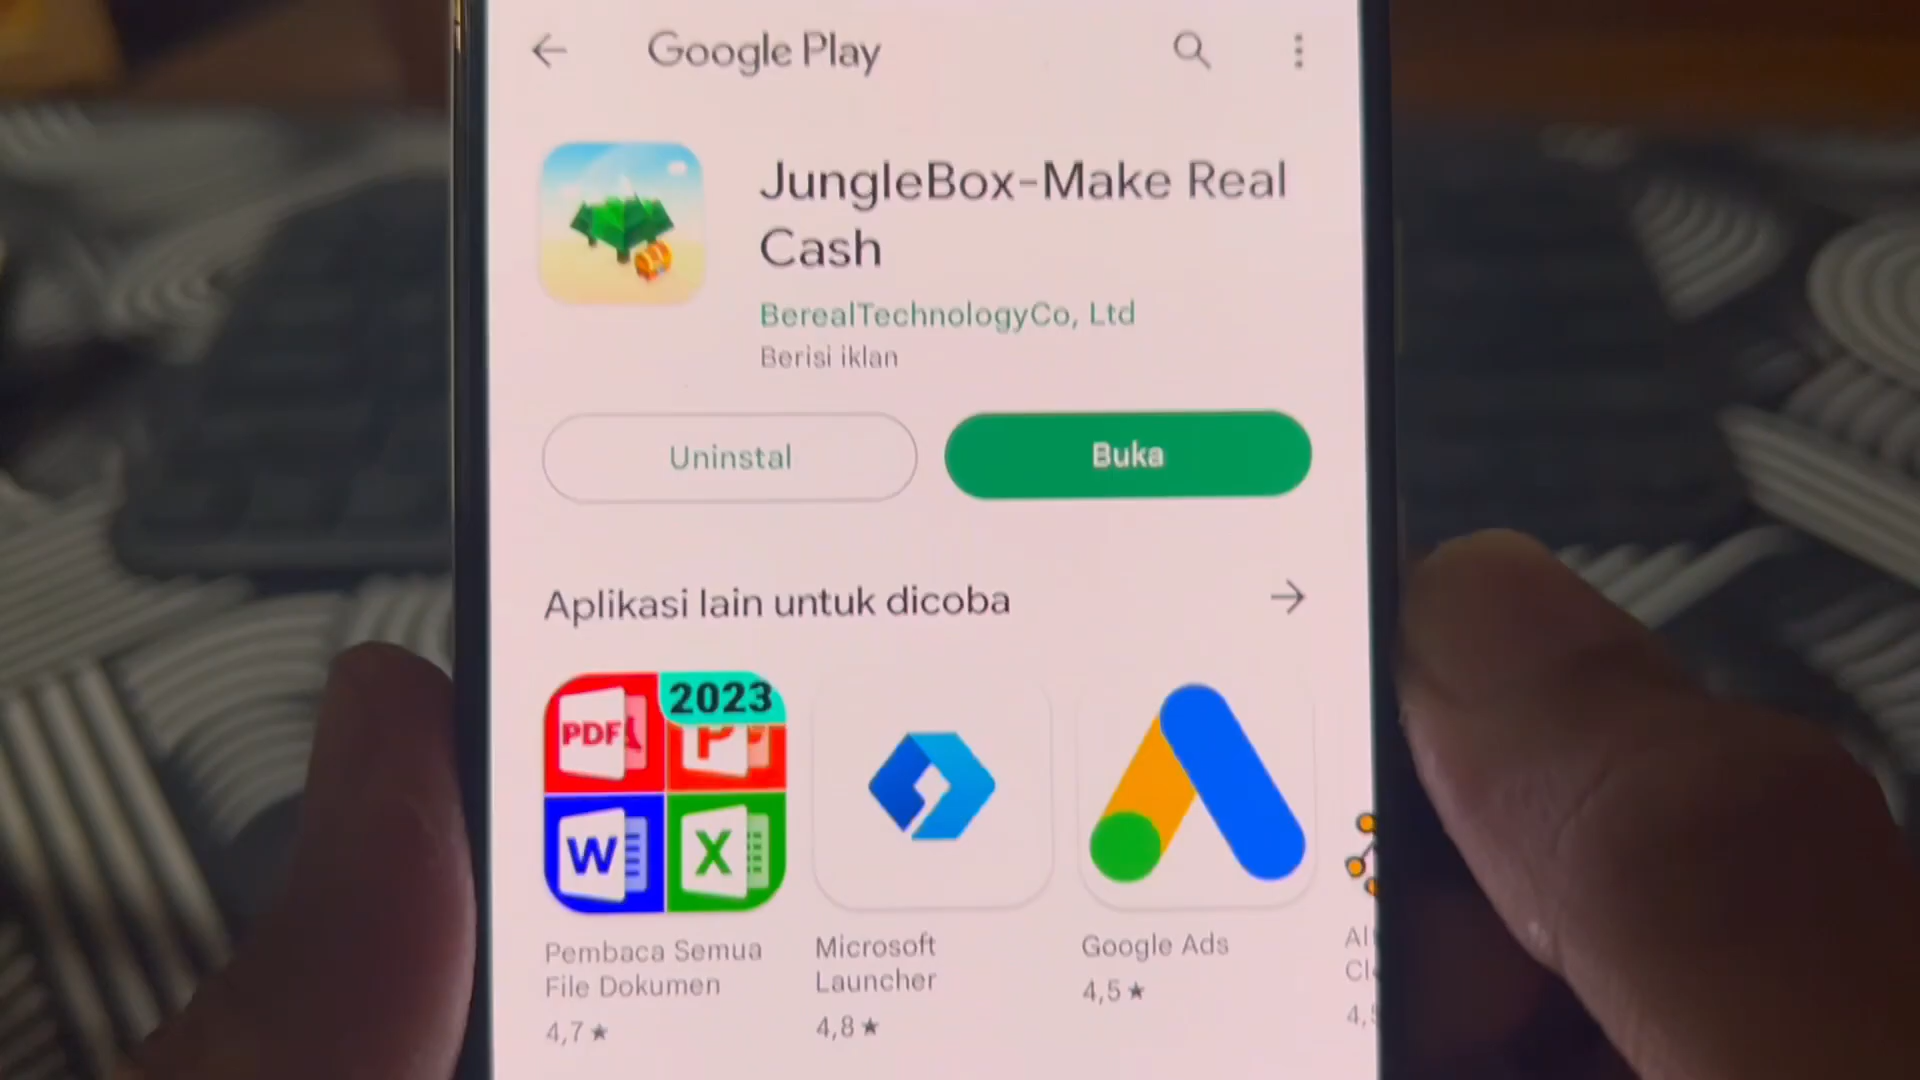 Google Play
JungleBox-Make Real
Cash
BerealTechnologyCo, Ltd
Berisi iklan
Uninstal
Buka
Aplikasi lain untuk dicoba
PDF
2023
P
W
X
Pembaca Semua
File Dokumen
4,7 ★
Microsoft
Launcher
4,8 ★
Google Ads
4,5 ★